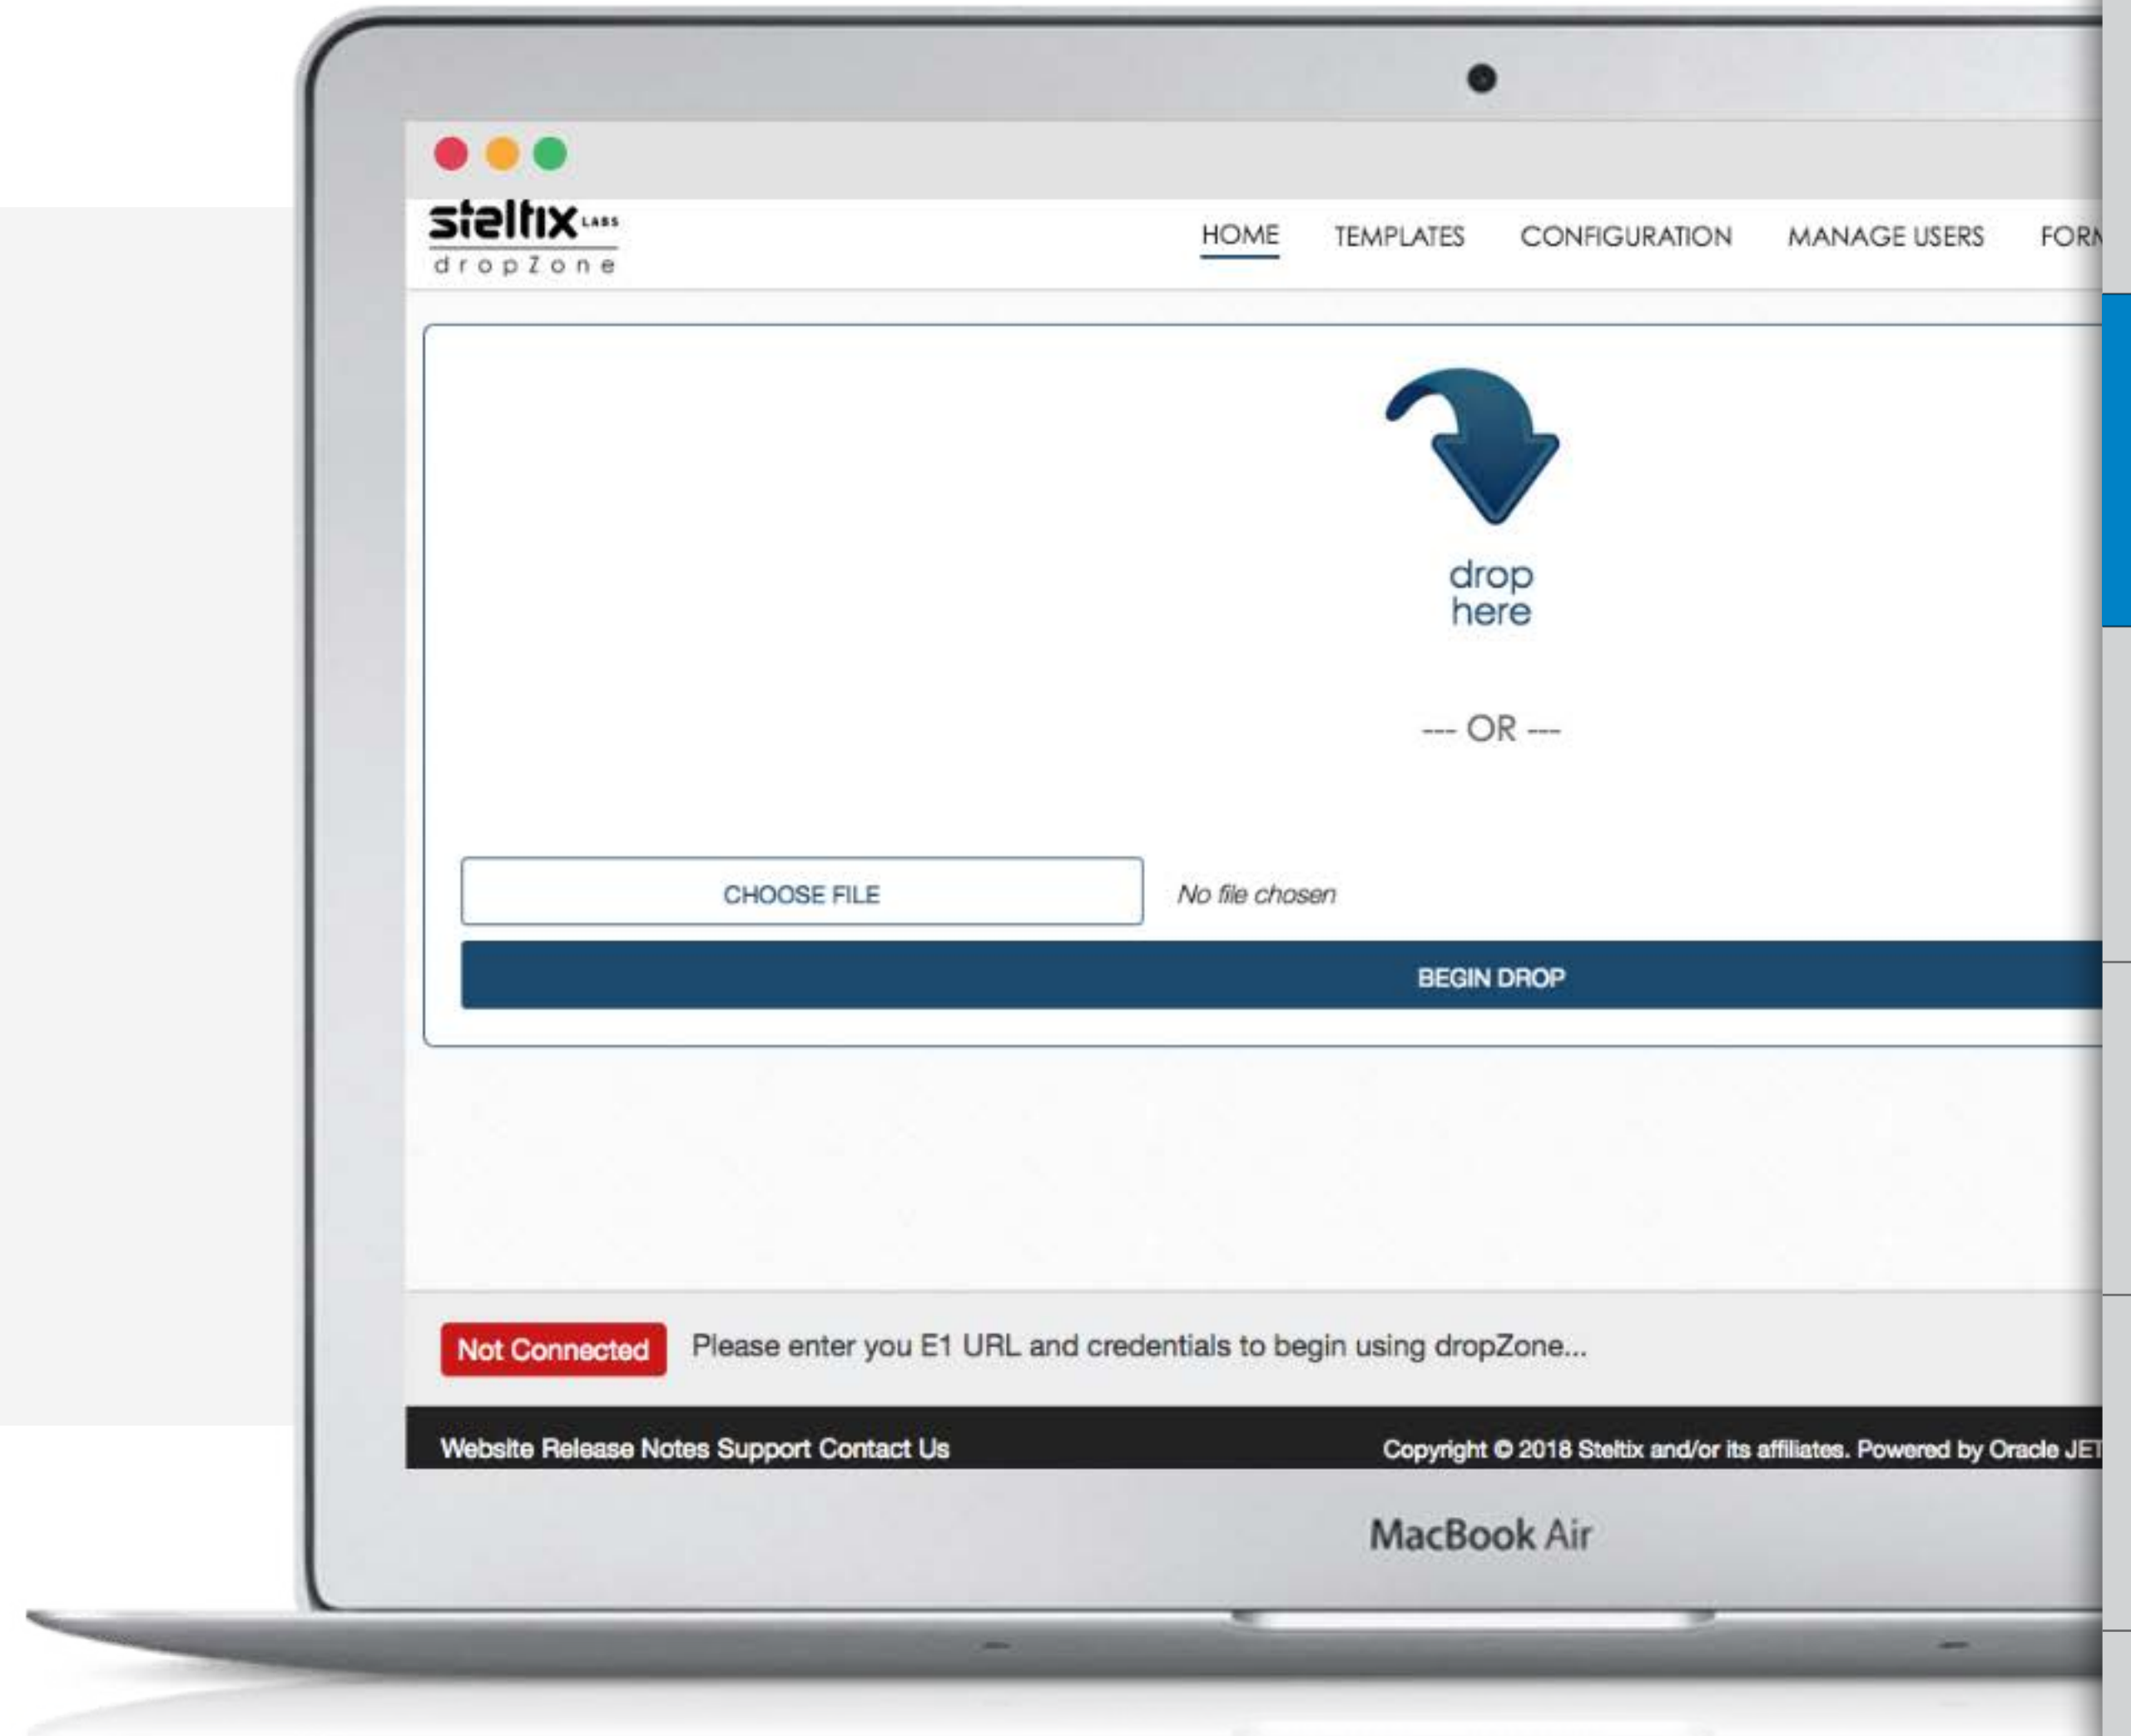 steltix LABS
dropZone
HOME TEMPLATES CONFIGURATION MANAGE USERS
drop
here
--- OR ---
CHOOSE FILE No file chosen
BEGIN DROP
Not Connected Please enter you E1 URL and credentials to begin using dropZone...
Website Release Notes Support Contact Us Copyright © 2018 Steltix and/or its affiliates. Powered by Oracle JET
MacBook Air